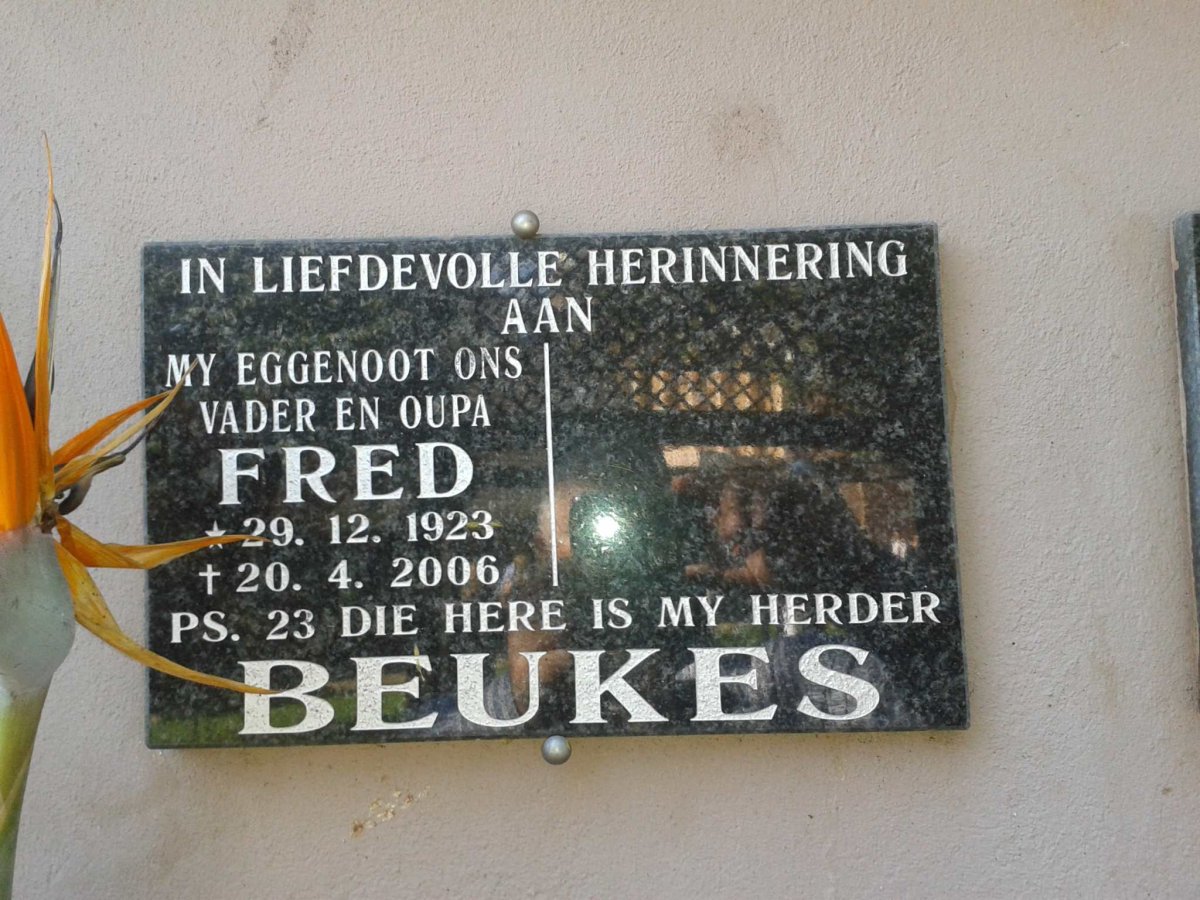 IN LIEFDEVOLLE HERINNERING
AAN
MY EGGENOOT ONS
VADER EN OUPA
FRED
★ 29. 12. 1923
† 20. 4. 2006
PS. 23 DIE HERE IS MY HERDER
BEUKES